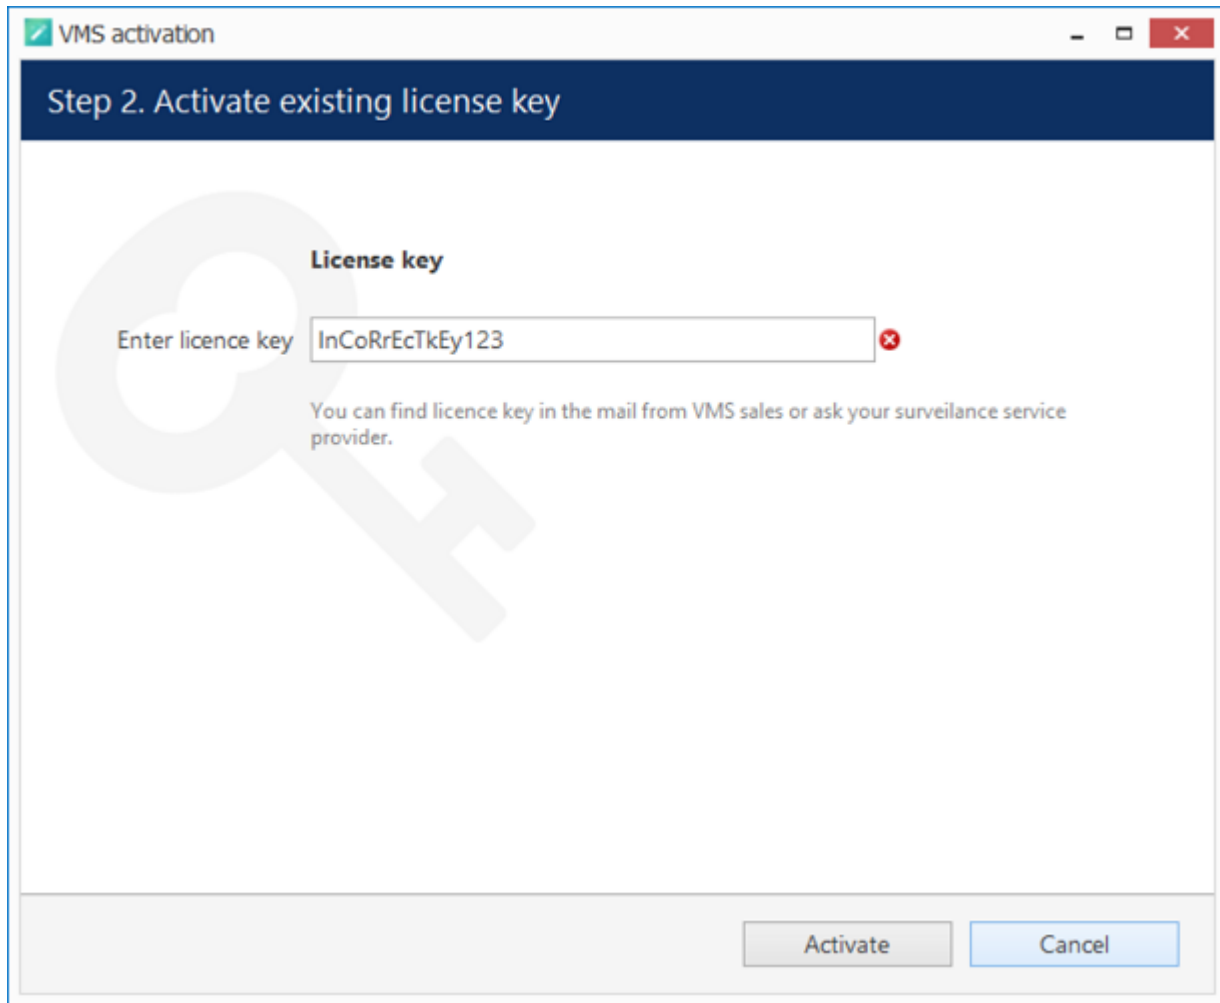 VMS activation
Step 2. Activate existing license key
License key
Enter licence key
InCoRrEcTkEy123
You can find licence key in the mail from VMS sales or ask your surveilance service
provider.
Activate
Cancel